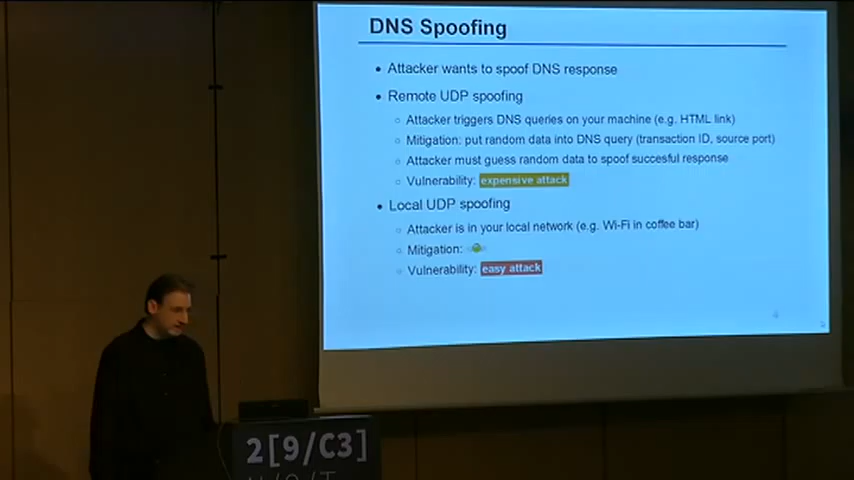 DNS Spoofing
• Attacker wants to spoof DNS response
• Remote UDP spoofing
○ Attacker triggers DNS queries on your machine (e.g. HTML link)
○ Mitigation: put random data into DNS query (transaction ID, source port)
○ Attacker must guess random data to spoof succesful response
○ Vulnerability: expensive attack
• Local UDP spoofing
○ Attacker is in your local network (e.g. Wi-Fi in coffee bar)
○ Mitigation:
○ Vulnerability: easy attack
4
2[9/C3]